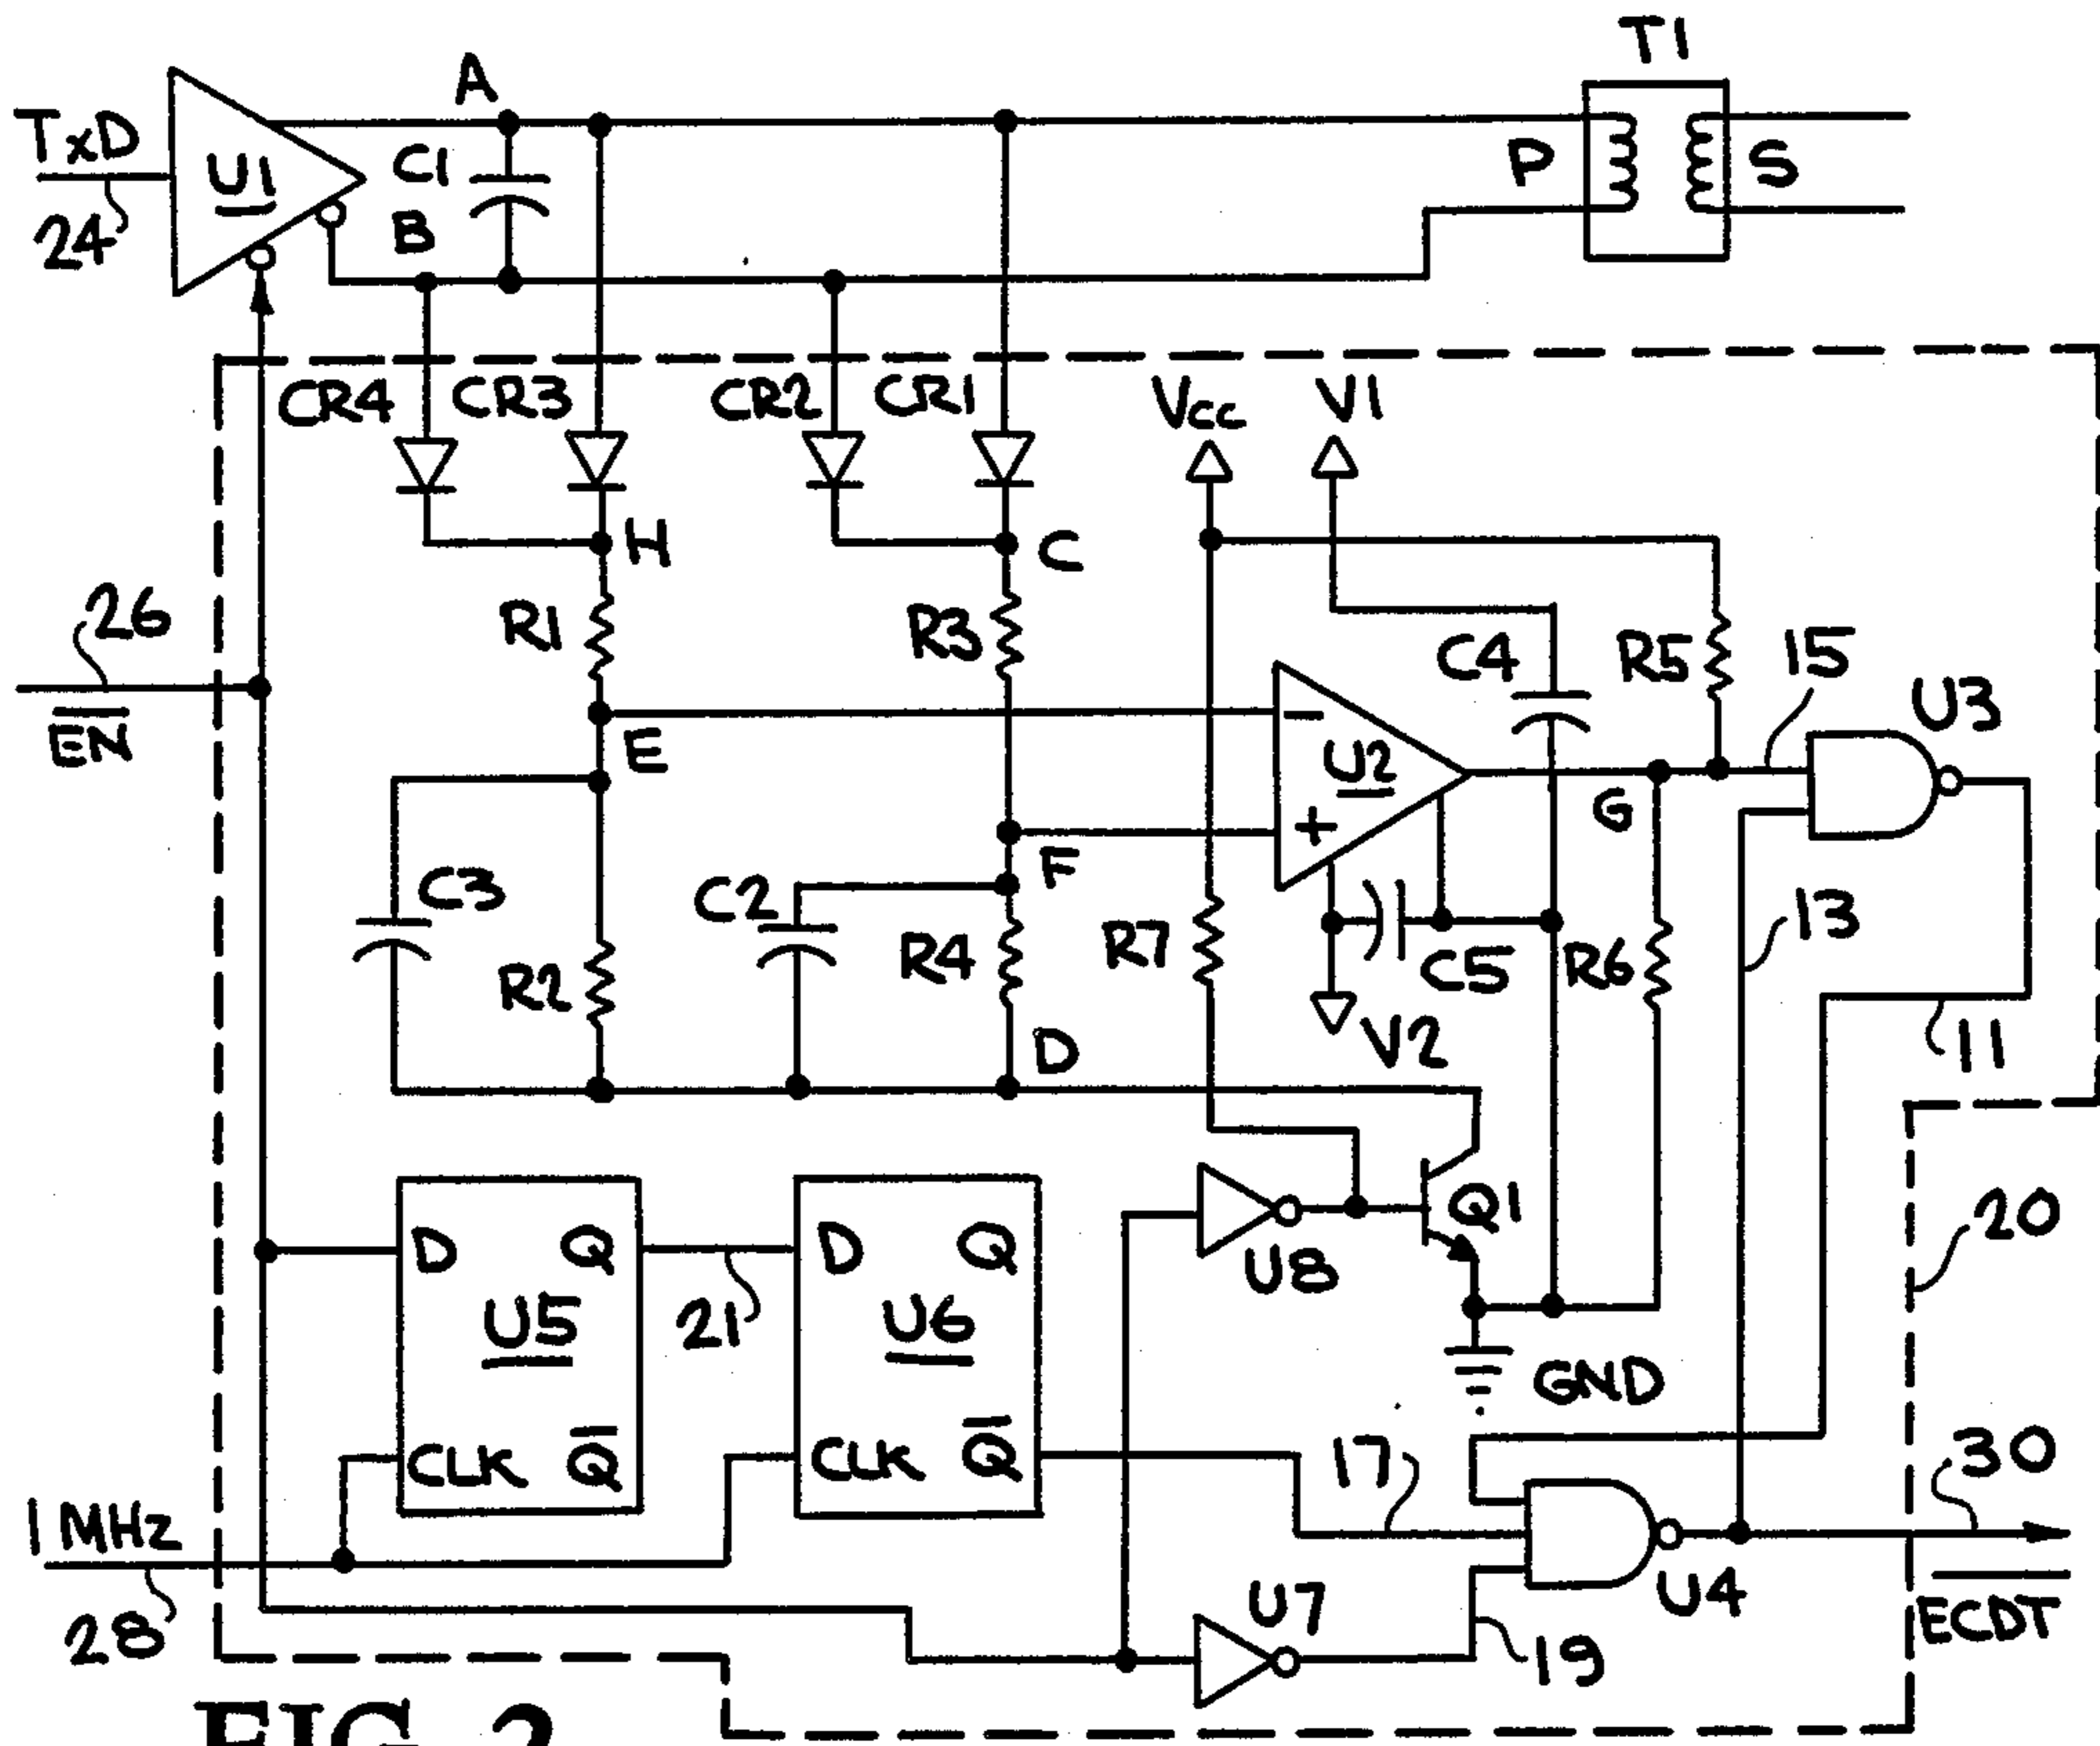 T1
A
TxD
U1
C1
P
S
24
B
CR4
CR3
CR2
CR1
Vcc
V1
H
C
26
R1
R3
C4
R5
15
U3
EN
E
−
U2
G
+
F
C3
C2
R4
R7
C5
R6
13
R2
V2
D
11
D
Q
D
Q
Q1
20
U8
21
U5
U6
GND
CLK
Q
CLK
Q
17
30
1 MHz
U7
U4
ECDT
28
19
FIG. 2